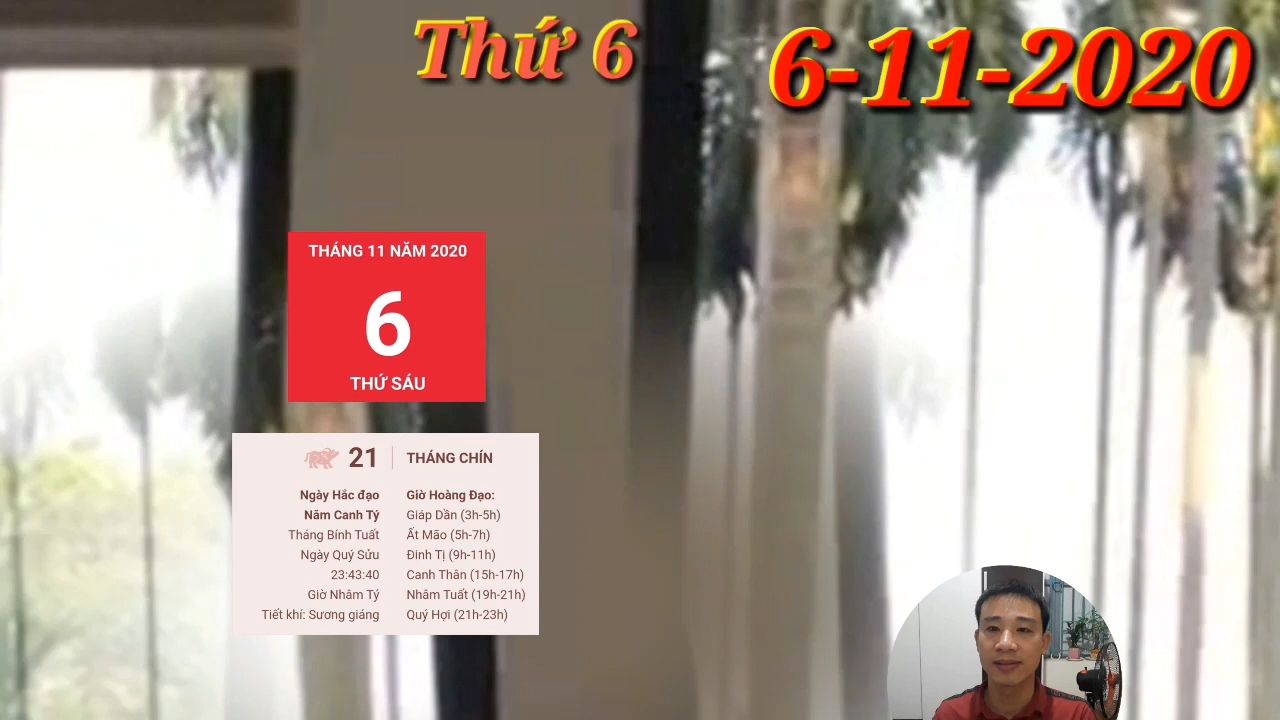 Thứ 6
6-11-2020
THÁNG 11 NĂM 2020
6
THỨ SÁU
21
THÁNG CHÍN
Ngày Hắc đạo
Năm Canh Tý
Tháng Bính Tuất
Ngày Quý Sửu
23:43:40
Giờ Nhâm Tý
Tiết khí: Sương giáng
Giờ Hoàng Đạo:
Giáp Dần (3h-5h)
Ất Mão (5h-7h)
Đinh Tị (9h-11h)
Canh Thân (15h-17h)
Nhâm Tuất (19h-21h)
Quý Hợi (21h-23h)